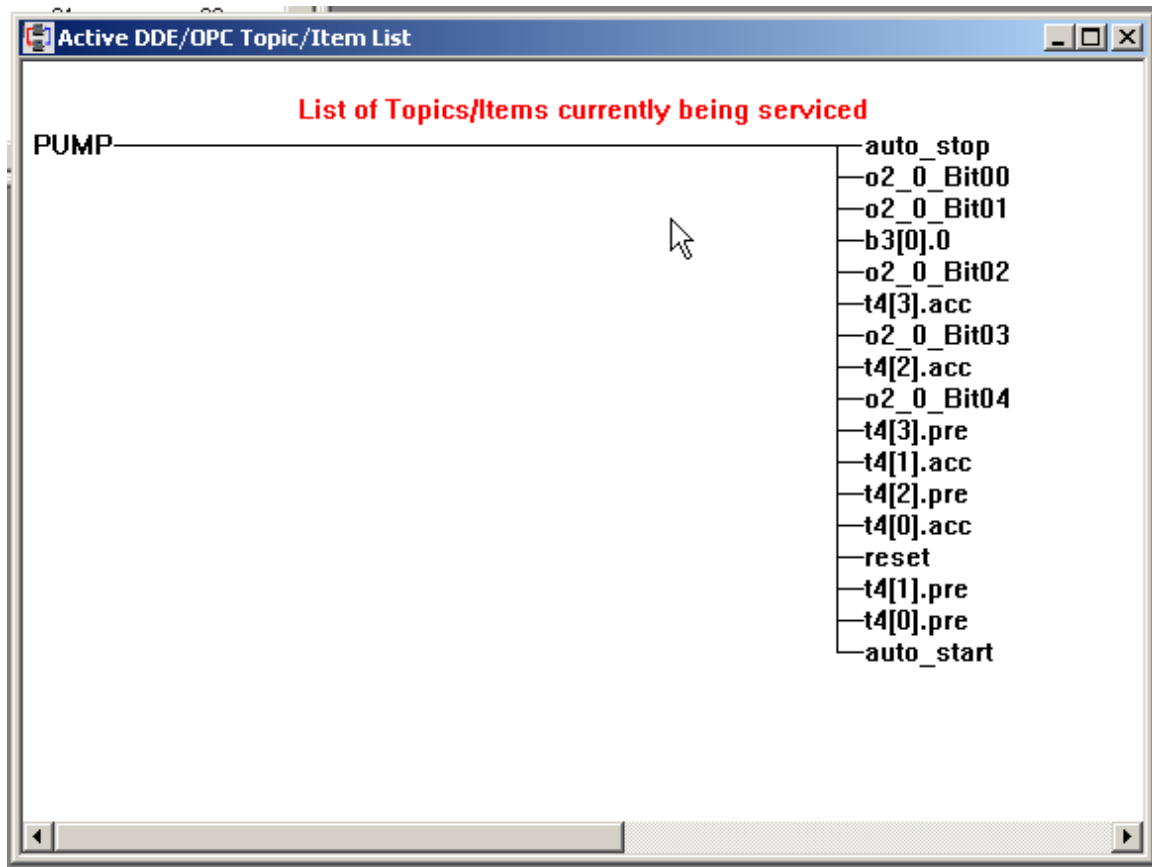 Active DDE/OPC Topic/Item List
List of Topics/Items currently being serviced
PUMP auto_stop
o2_0_Bit00
o2_0_Bit01
b3[0].0
o2_0_Bit02
t4[3].acc
o2_0_Bit03
t4[2].acc
o2_0_Bit04
t4[3].pre
t4[1].acc
t4[2].pre
t4[0].acc
reset
t4[1].pre
t4[0].pre
auto_start